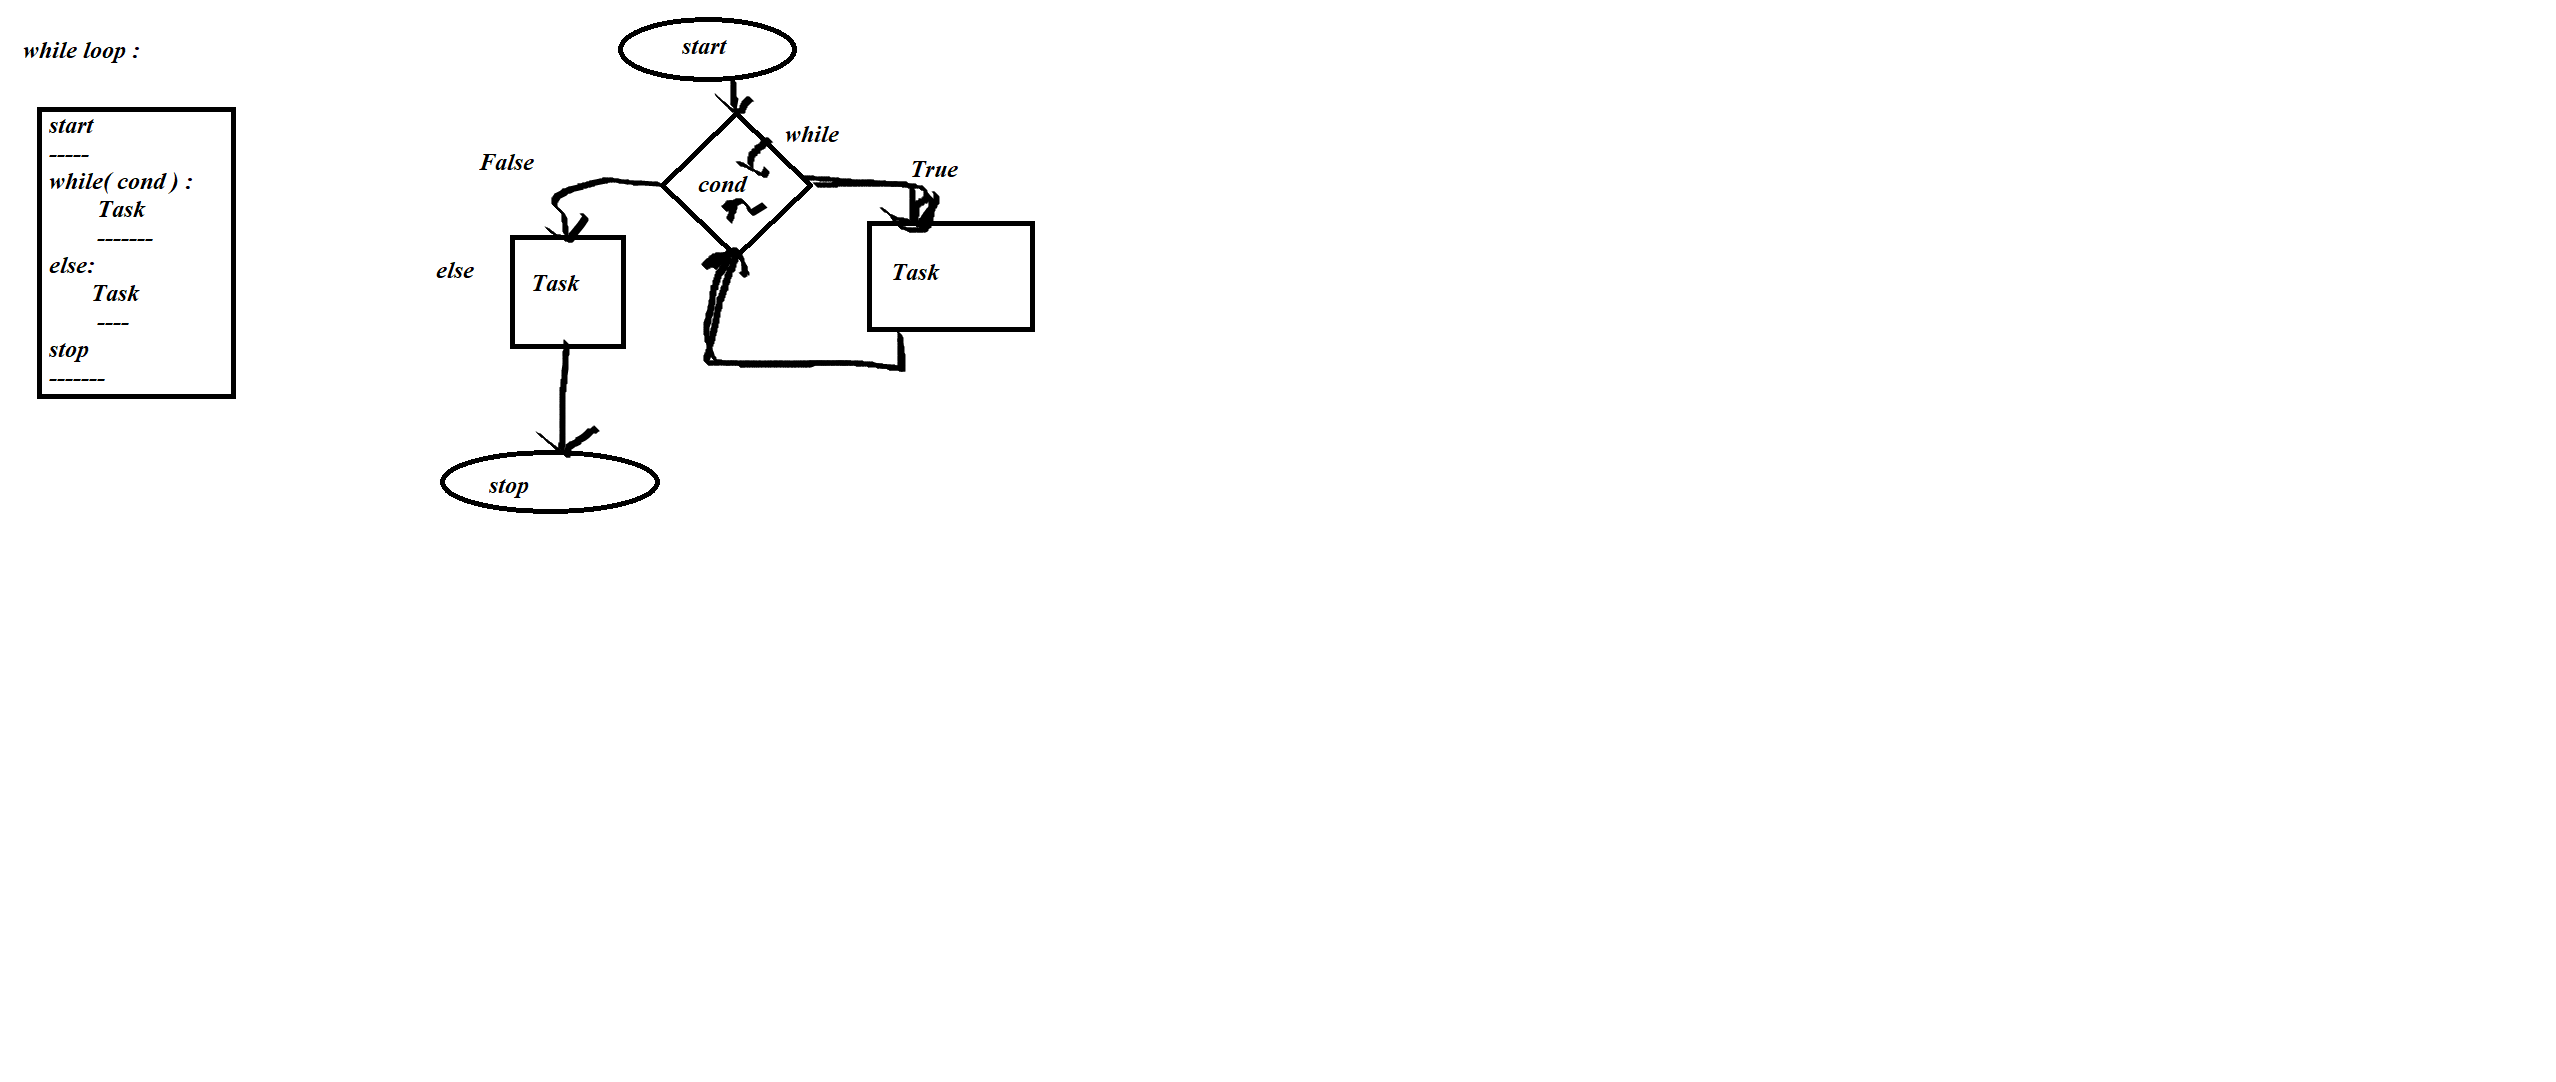 while loop :
start
-----
while( cond ) :
Task
-------
else:
Task
----
stop
-------
start
while
False
True
cond
else
Task
Task
stop